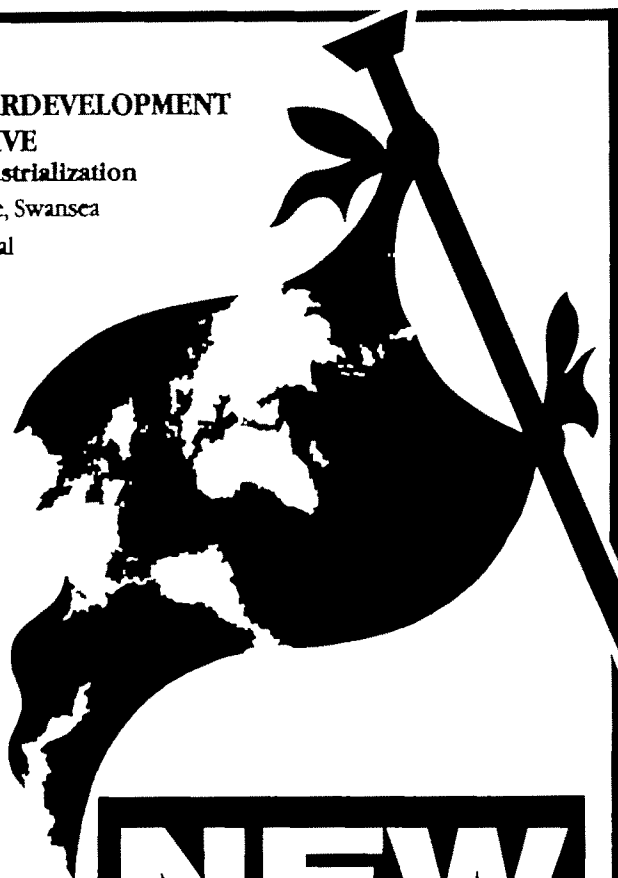 RDEVELOPMENT
VE
strialization
e, Swansea
al
NEW